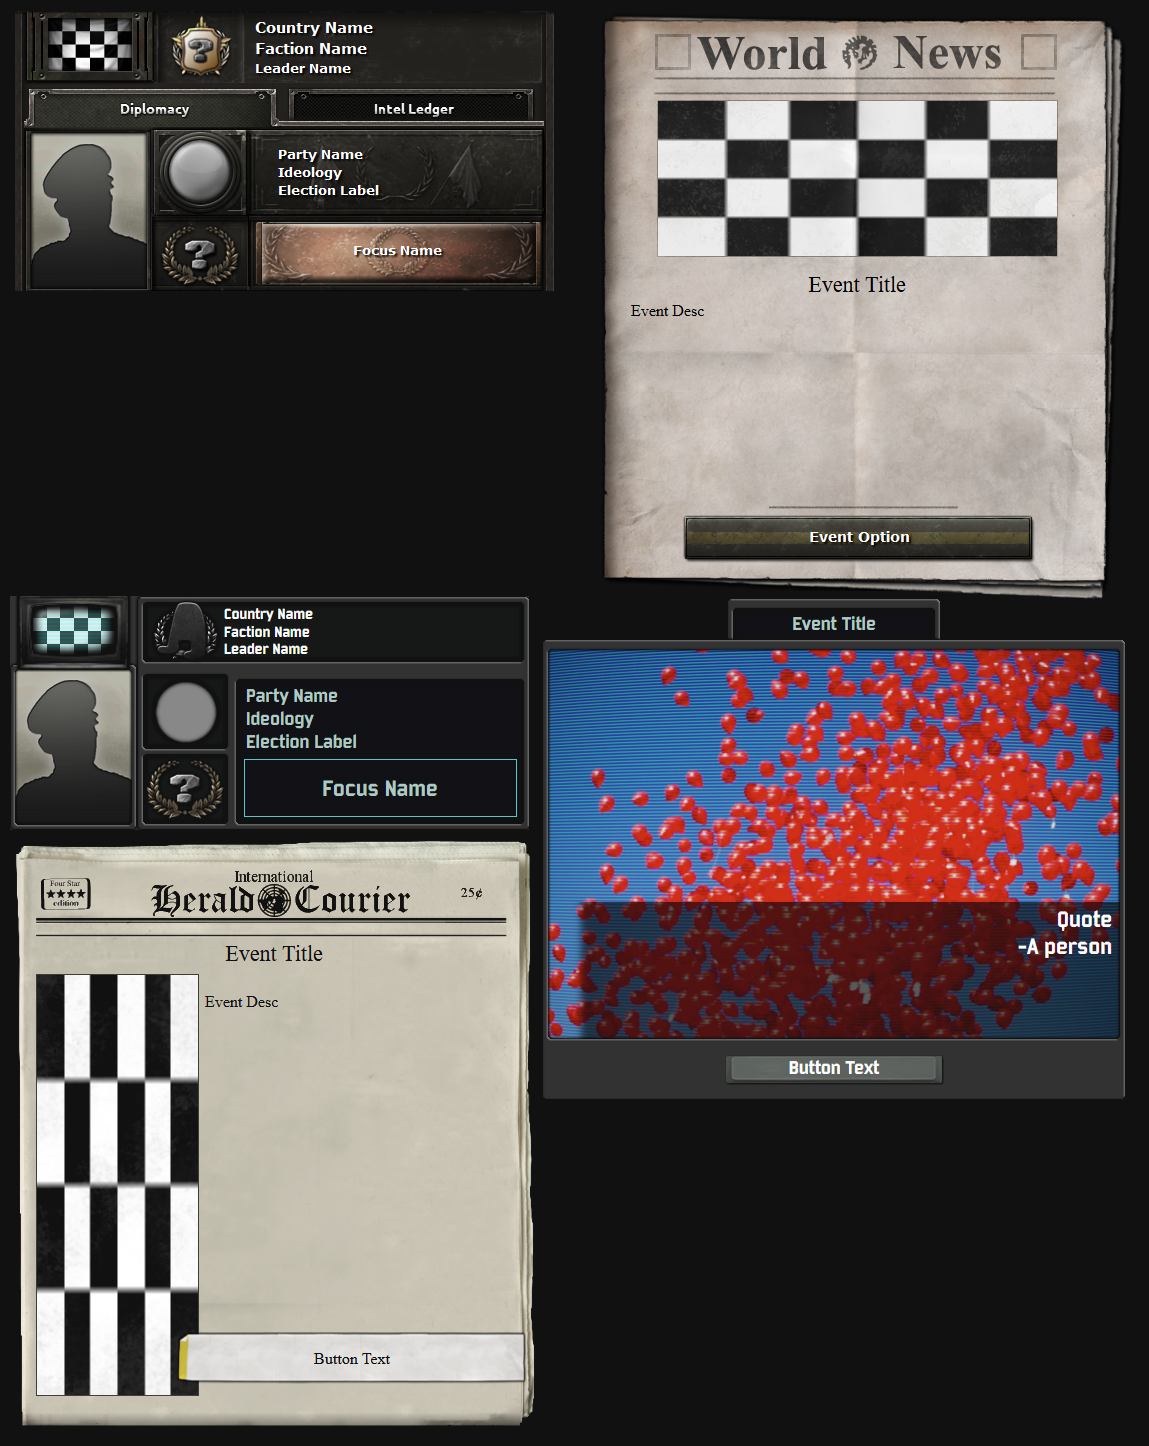 Country Name
Faction Name
Leader Name
Diplomacy
Intel Ledger
Party Name
Ideology
Election Label
Focus Name
World News
Event Title
Event Desc
Event Option
Country Name
Faction Name
Leader Name
Party Name
Ideology
Election Label
Focus Name
Event Title
Quote
-A person
Button Text
Four Star
★★★★
edition
International
Herald Courier
25¢
Event Title
Event Desc
Button Text